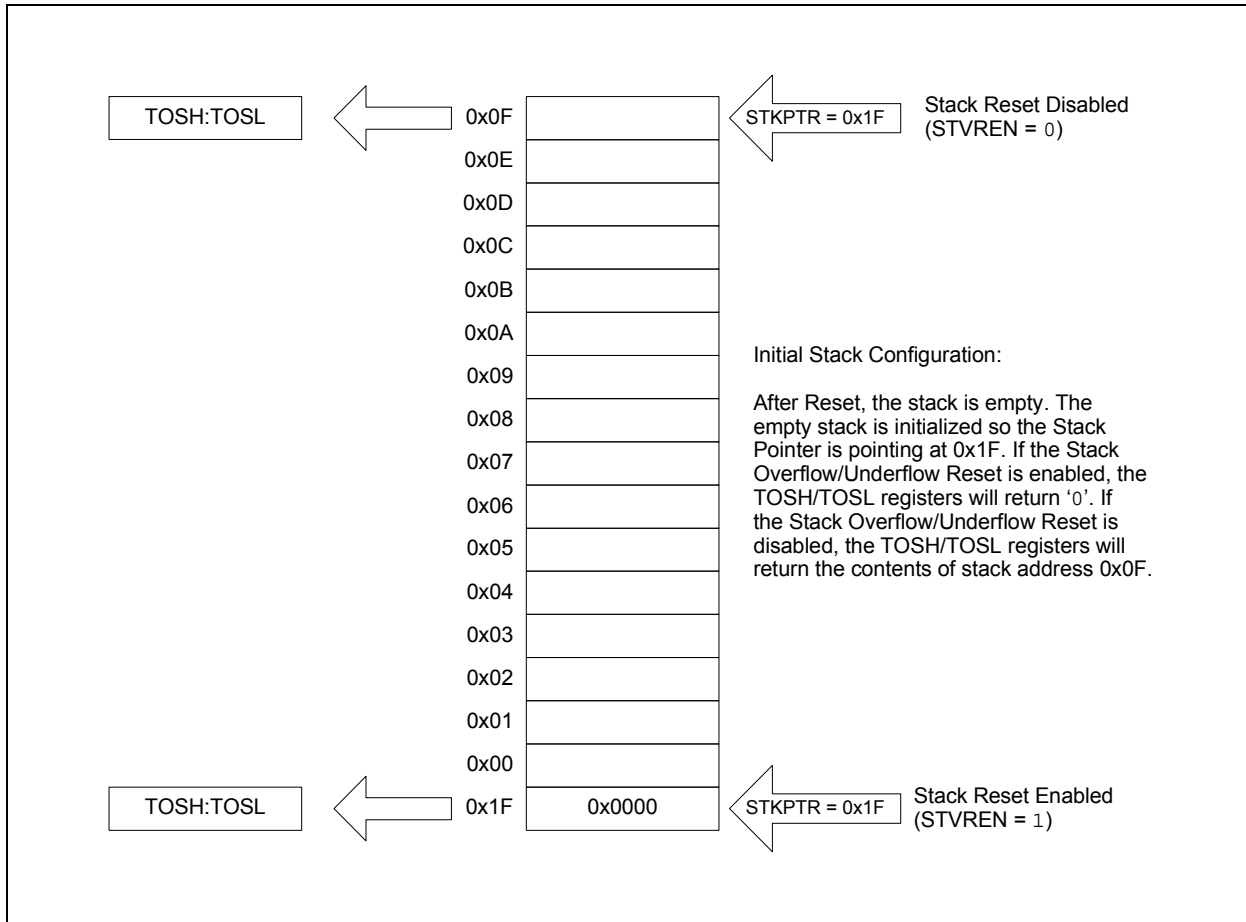 TOSH:TOSL
0x0F
STKPTR = 0x1F
Stack Reset Disabled
(STVREN = 0)
0x0E
0x0D
0x0C
0x0B
0x0A
0x09
0x08
0x07
0x06
0x05
0x04
0x03
0x02
0x01
0x00
Initial Stack Configuration:
After Reset, the stack is empty. The
empty stack is initialized so the Stack
Pointer is pointing at 0x1F. If the Stack
Overflow/Underflow Reset is enabled, the
TOSH/TOSL registers will return ‘0’. If
the Stack Overflow/Underflow Reset is
disabled, the TOSH/TOSL registers will
return the contents of stack address 0x0F.
TOSH:TOSL
0x1F
0x0000
STKPTR = 0x1F
Stack Reset Enabled
(STVREN = 1)